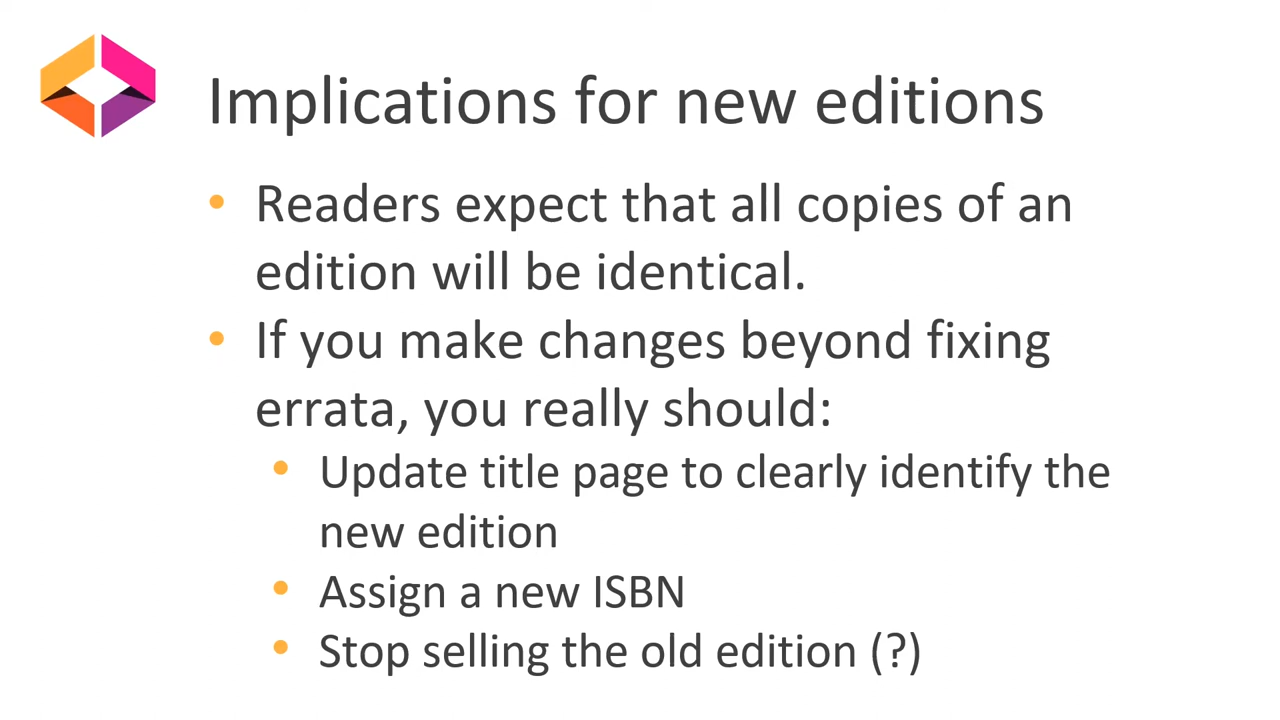 Implications for new editions
• Readers expect that all copies of an
edition will be identical.
• If you make changes beyond fixing
errata, you really should:
• Update title page to clearly identify the
new edition
• Assign a new ISBN
• Stop selling the old edition (?)